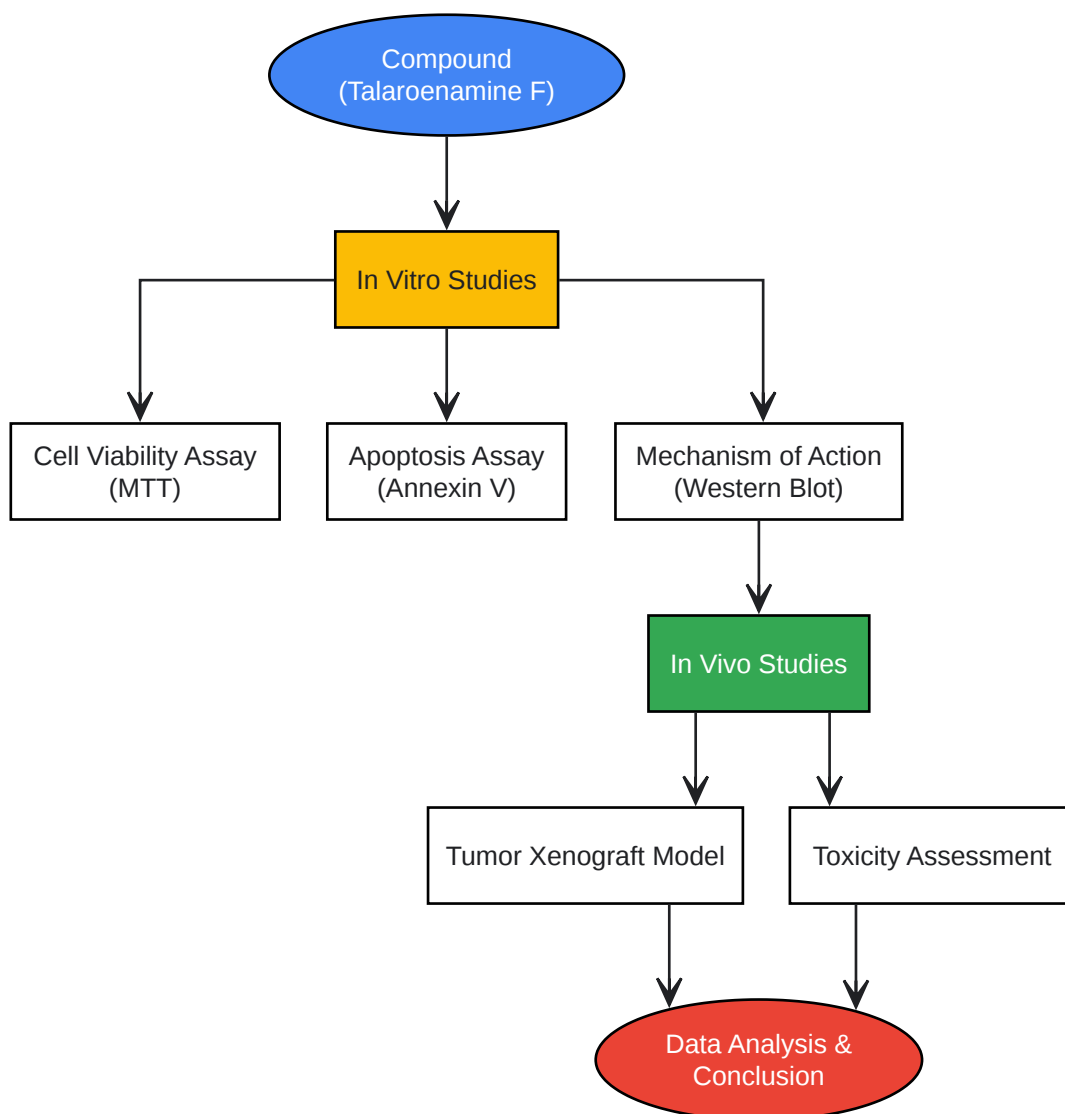 Compound
(Talaroenamine F)
In Vitro Studies
Cell Viability Assay
(MTT)
Apoptosis Assay
(Annexin V)
Mechanism of Action
(Western Blot)
In Vivo Studies
Tumor Xenograft Model
Toxicity Assessment
Data Analysis &
Conclusion